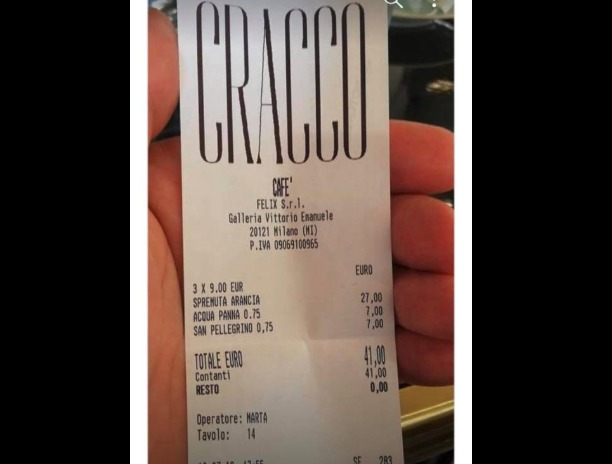 CRACCO
CAFE'
FELIX S.r.l.
Galleria Vittorio Emanuele
20121 Milano (MI)
P.IVA 09069100965
EURO
3 X 9.00 EUR
SPREMUTA ARANCIA 27,00
ACQUA PANNA 0.75 7,00
SAN PELLEGRINO 0,75 7,00
TOTALE EURO 41,00
Contanti 41,00
RESTO 0,00
Operatore: MARTA
Tavolo: 14
SF. 283